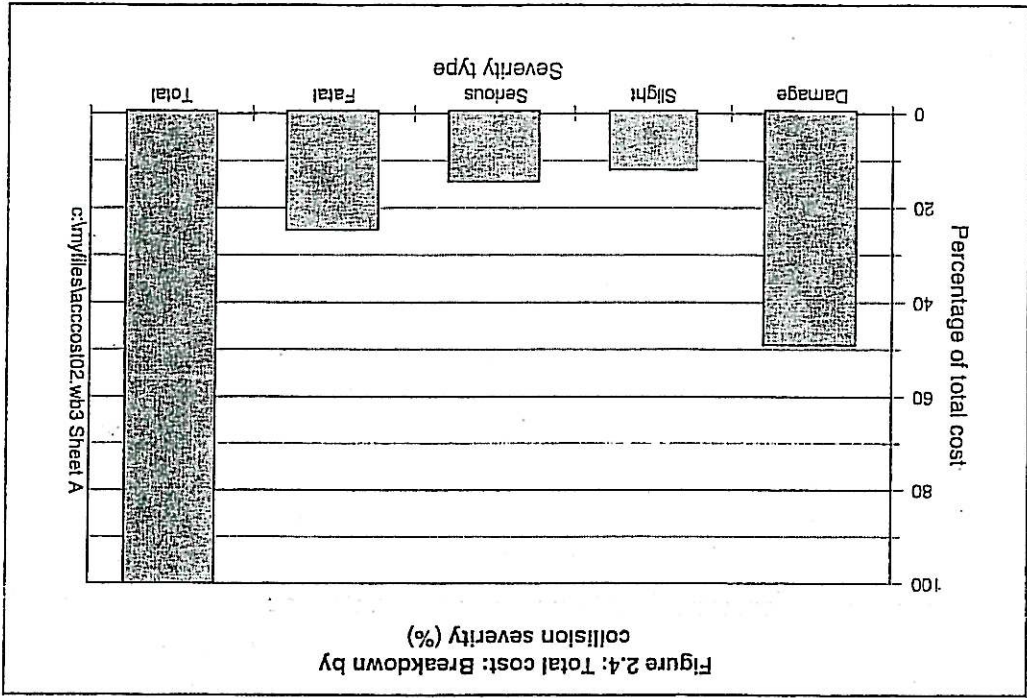 Figure 2.4: Total cost: Breakdown by
collision severity (%)
Percentage of total cost
100
80
60
40
20
0
Damage
Slight
Serious
Fatal
Total
Severity type
c:\myfiles\acccost02.wb3 Sheet A